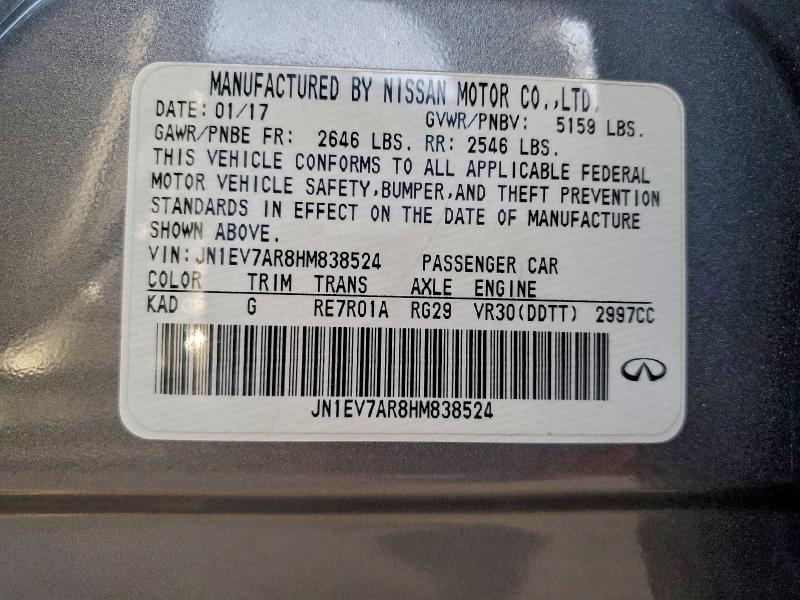 MANUFACTURED BY NISSAN MOTOR CO.,LTD.
DATE: 01/17 GVWR/PNBV: 5159 LBS.
GAWR/PNBE FR: 2646 LBS. RR: 2546 LBS.
THIS VEHICLE CONFORMS TO ALL APPLICABLE FEDERAL
MOTOR VEHICLE SAFETY,BUMPER,AND THEFT PREVENTION
STANDARDS IN EFFECT ON THE DATE OF MANUFACTURE
SHOWN ABOVE.
VIN:JN1EV7AR8HM838524 PASSENGER CAR
COLOR TRIM TRANS AXLE ENGINE
KAD G RE7R01A RG29 VR30(DDTT) 2997CC
JN1EV7AR8HM838524